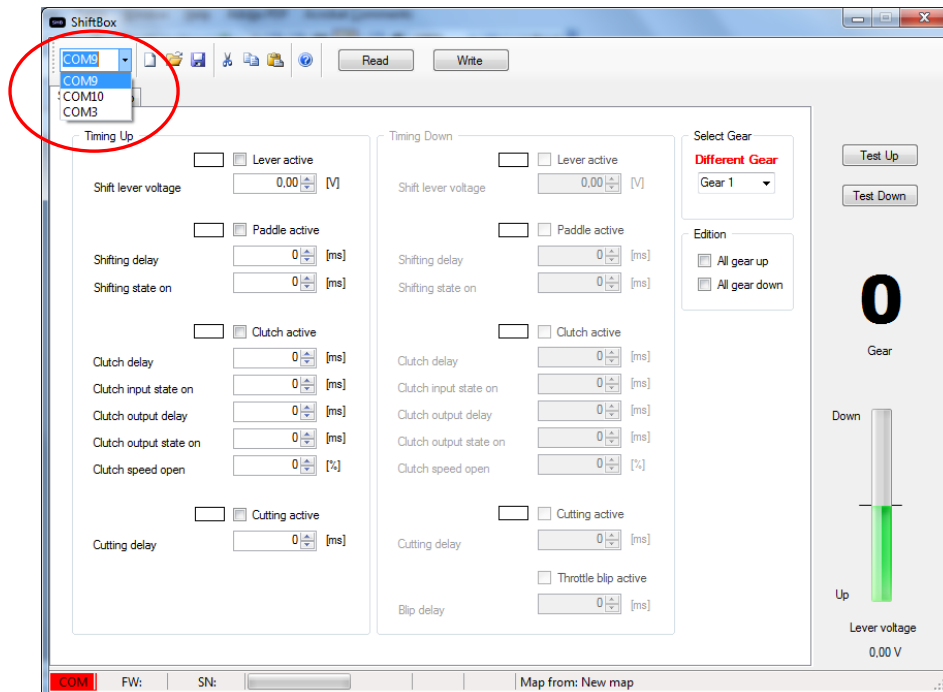 ShiftBox
COM9
Read
Write
COM9
COM10
COM3
Timing Up
Lever active
Shift lever voltage 0,00 [V]
Paddle active
Shifting delay 0 [ms]
Shifting state on 0 [ms]
Clutch active
Clutch delay 0 [ms]
Clutch input state on 0 [ms]
Clutch output delay 0 [ms]
Clutch output state on 0 [ms]
Clutch speed open 0 [%]
Cutting active
Cutting delay 0 [ms]
Timing Down
Lever active
Shift lever voltage 0,00 [V]
Paddle active
Shifting delay 0 [ms]
Shifting state on 0 [ms]
Clutch active
Clutch delay 0 [ms]
Clutch input state on 0 [ms]
Clutch output delay 0 [ms]
Clutch output state on 0 [ms]
Clutch speed open 0 [%]
Cutting active
Cutting delay 0 [ms]
Throttle blip active
Blip delay 0 [ms]
Select Gear
Different Gear
Gear 1
Edition
All gear up
All gear down
Test Up
Test Down
0
Gear
Down
Up
Lever voltage
0,00 V
COM FW: SN: Map from: New map